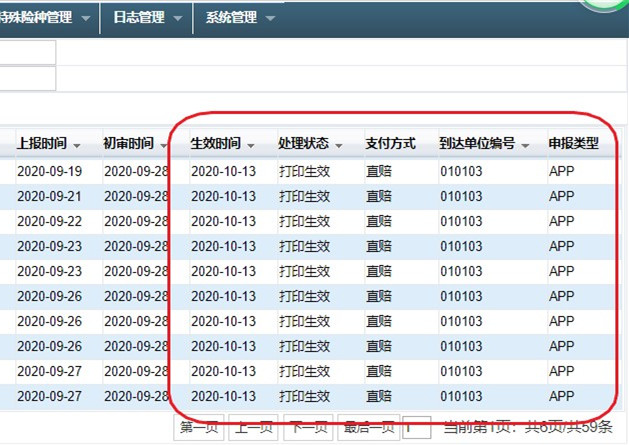 特殊险种管理 日志管理 系统管理
上报时间 初审时间 生效时间 处理状态 支付方式 到达单位编号 申报类型
2020-09-19 2020-09-28 2020-10-13 打印生效 直赔 010103 APP
2020-09-21 2020-09-28 2020-10-13 打印生效 直赔 010103 APP
2020-09-22 2020-09-28 2020-10-13 打印生效 直赔 010103 APP
2020-09-23 2020-09-28 2020-10-13 打印生效 直赔 010103 APP
2020-09-23 2020-09-28 2020-10-13 打印生效 直赔 010103 APP
2020-09-26 2020-09-28 2020-10-13 打印生效 直赔 010103 APP
2020-09-26 2020-09-28 2020-10-13 打印生效 直赔 010103 APP
2020-09-26 2020-09-28 2020-10-13 打印生效 直赔 010103 APP
2020-09-27 2020-09-28 2020-10-13 打印生效 直赔 010103 APP
2020-09-27 2020-09-28 2020-10-13 打印生效 直赔 010103 APP
第一页 上一页 下一页 最后一页 1 当前第1页：共6页/共59条